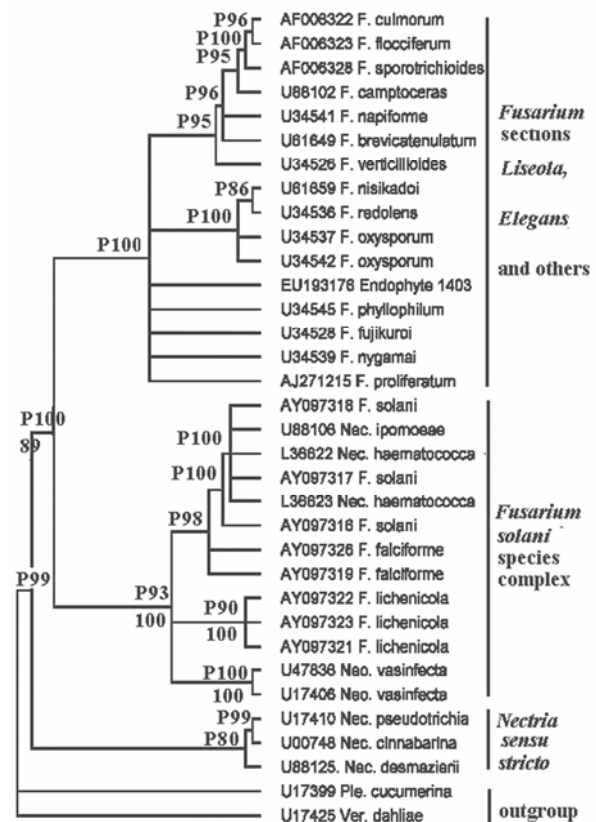 P96
AF006322 F. culmorum
P100
AF006323 F. flocciferum
P95
AF006328 F. sporotrichioides
P96
U88102 F. camptoceras
U34541 F. napiforme
P95
U61649 F. brevicatenulatum
U34526 F. verticillioides
Fusarium
sections
Liseola,
Elegans
and others
P86
U61659 F. nisikadoi
P100
U34536 F. redolens
U34537 F. oxysporum
U34542 F. oxysporum
P100
EU193176 Endophyte 1403
U34545 F. phyllophilum
U34528 F. fujikuroi
U34539 F. nygamai
AJ271215 F. proliferatum
P100
89
AY097318 F. solani
P100
U88106 Nec. ipomoeae
L36622 Nec. haematococca
P100
AY097317 F. solani
L36623 Nec. haematococca
P98
AY097316 F. solani
AY097326 F. falciforme
AY097319 F. falciforme
Fusarium
solani
species
complex
P99
P93
100
P90
100
AY097322 F. lichenicola
AY097323 F. lichenicola
AY097321 F. lichenicola
P100
100
U47836 Neo. vasinfecta
U17406 Neo. vasinfecta
P99
U17410 Nec. pseudotrichia
P80
U00748 Nec. cinnabarina
U88125. Nec. desmazierii
Nectria
sensu
stricto
U17399 Ple. cucumerina
U17425 Ver. dahliae
outgroup